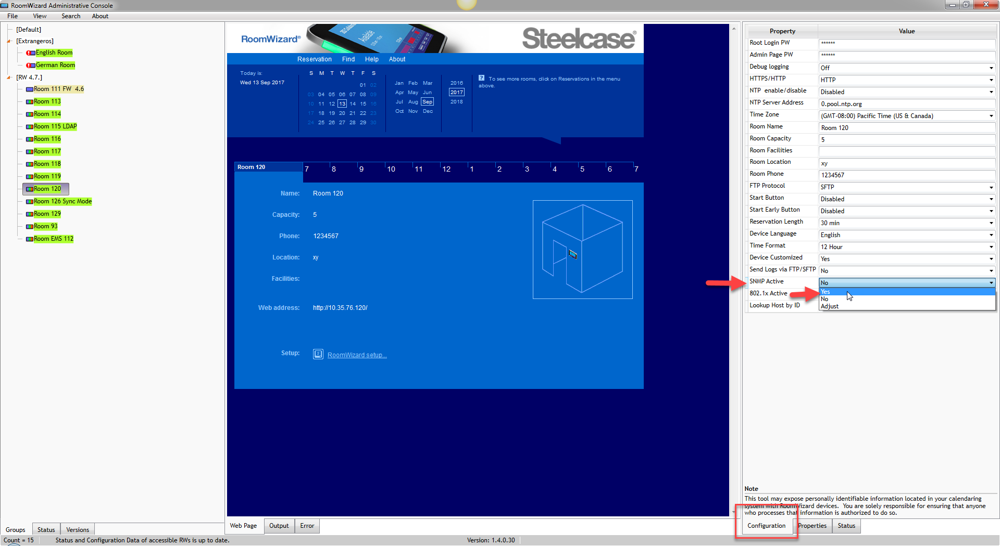 RoomWizard Administrative Console
File View Search About
[Default]
[Extrangeros]
English Room
German Room
[RW 4.7.]
Room 111 FW 4.6
Room 113
Room 114
Room 115 LDAP
Room 116
Room 117
Room 118
Room 119
Room 120
Room 126 Sync Mode
Room 129
Room 93
Room EMS 112
Groups Status Versions
RoomWizard®
Available
Steelcase®
Reservation Find Help About
Today is:
Wed 13 Sep 2017
S M T W T F S
01 02
03 04 05 06 07 08 09
10 11 12 13 14 15 16
17 18 19 20 21 22 23
24 25 26 27 28 29 30
Jan Feb Mar
Apr May Jun
Jul Aug Sep
Oct Nov Dec
2016
2017
2018
? To see more rooms, click on Reservations in the menu
above.
Room 120
7 8 9 10 11 12 1 2 3 4 5 6 7
Name: Room 120
Capacity: 5
Phone: 1234567
Location: xy
Facilities:
Web address: http://10.35.76.120/
Setup: RoomWizard setup...
Web Page Output Error
Property Value
Root Login PW ******
Admin Page PW ******
Debug logging Off
HTTPS/HTTP HTTP
NTP enable/disable Disabled
NTP Server Address 0.pool.ntp.org
Time Zone (GMT-08:00) Pacific Time (US & Canada)
Room Name Room 120
Room Capacity 5
Room Facilities
Room Location xy
Room Phone 1234567
FTP Protocol SFTP
Start Button Disabled
Start Early Button Disabled
Reservation Length 30 min
Device Language English
Time Format 12 Hour
Device Customized Yes
Send Logs via FTP/SFTP No
SNMP Active No
802.1x Active Yes
No
Lookup Host by ID Adjust
Note
This tool may expose personally identifiable information located in your calendaring
system with RoomWizard devices. You are solely responsible for ensuring that anyone
who processes that information is authorized to do so.
Configuration Properties Status
Count = 15 Status and Configuration Data of accessible RWs is up to date. Version: 1.4.0.30